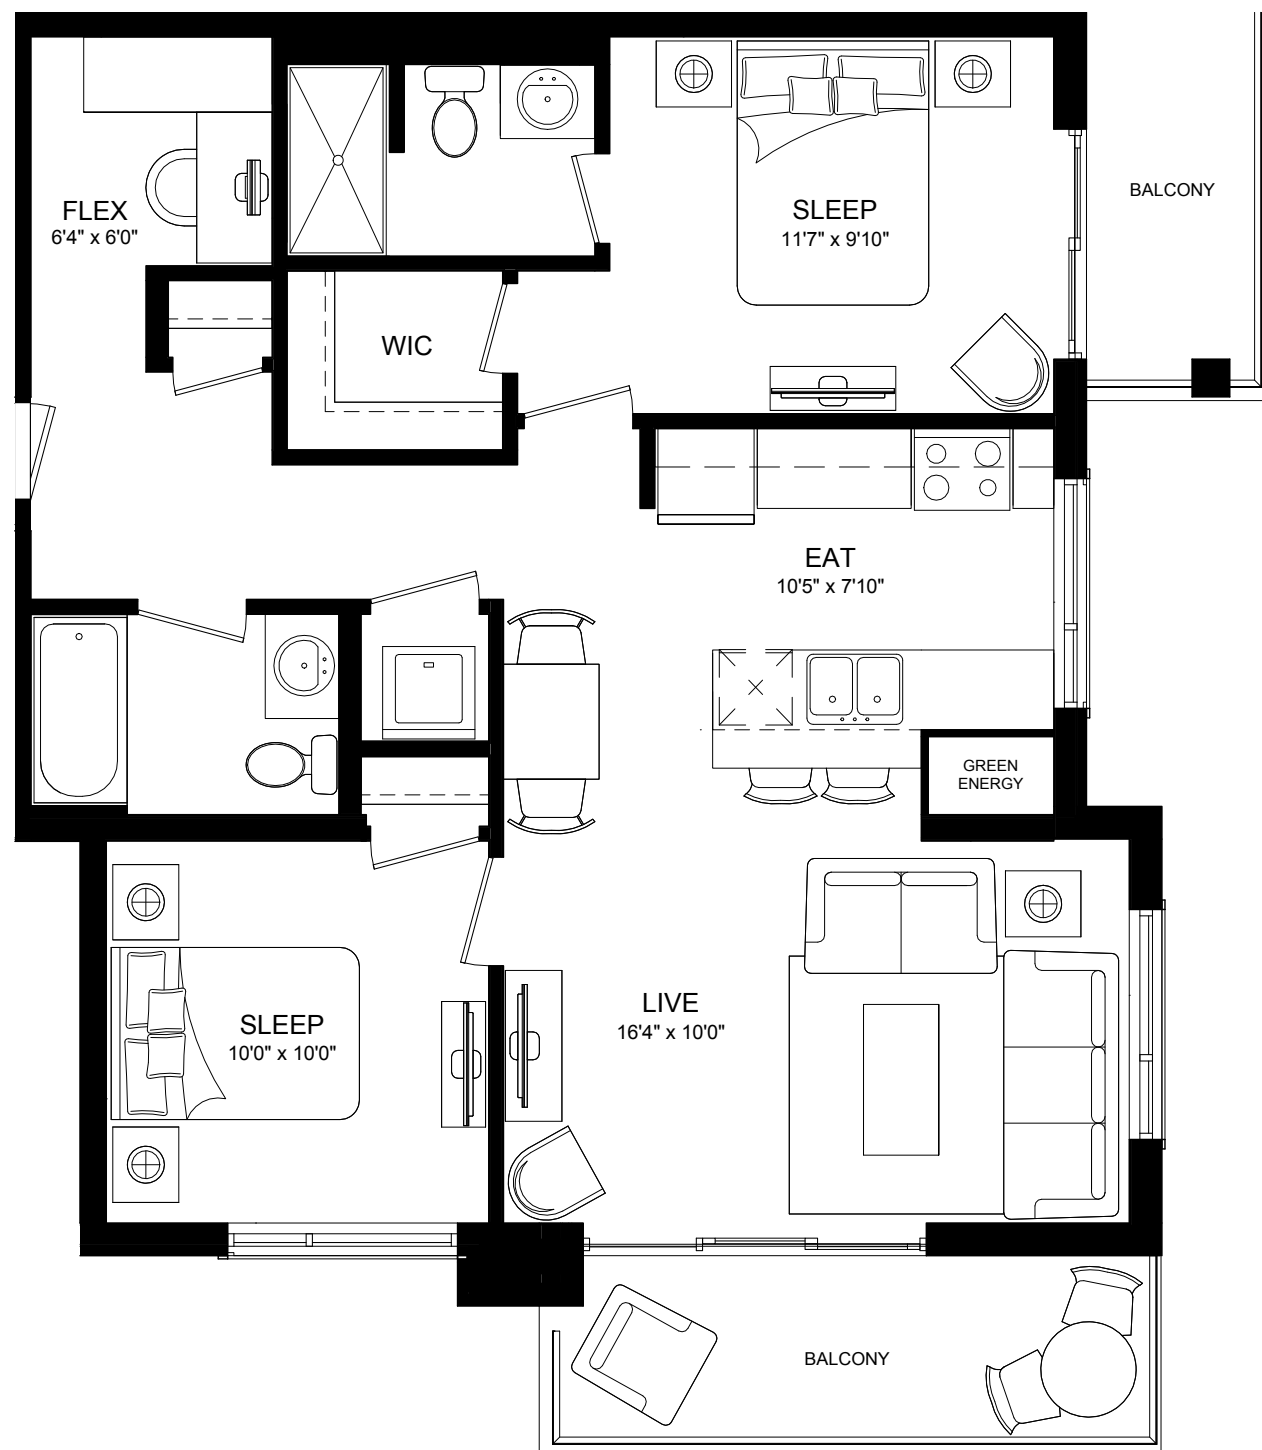 BALCONY
FLEX
6'4" x 6'0"
SLEEP
11'7" x 9'10"
WIC
EAT
10'5" x 7'10"
GREEN
ENERGY
LIVE
16'4" x 10'0"
SLEEP
10'0" x 10'0"
BALCONY